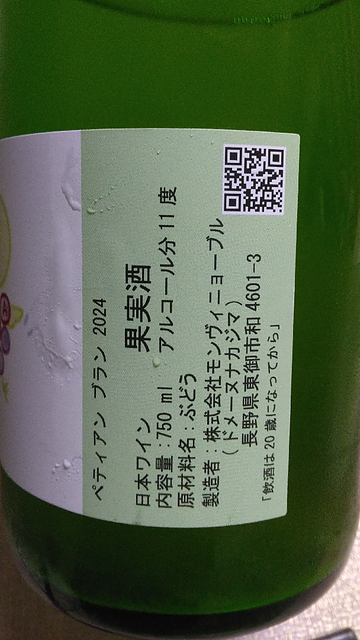 ペティアン ブラン 2024
日本ワイン 果実酒
内容量:750 ml アルコール分 11 度
原材料名:ぶどう
製造者:株式会社モンヴィニョーブル
(ドメーヌナカジマ)
長野県東御市和 4601-3
「飲酒は 20 歳になってから」